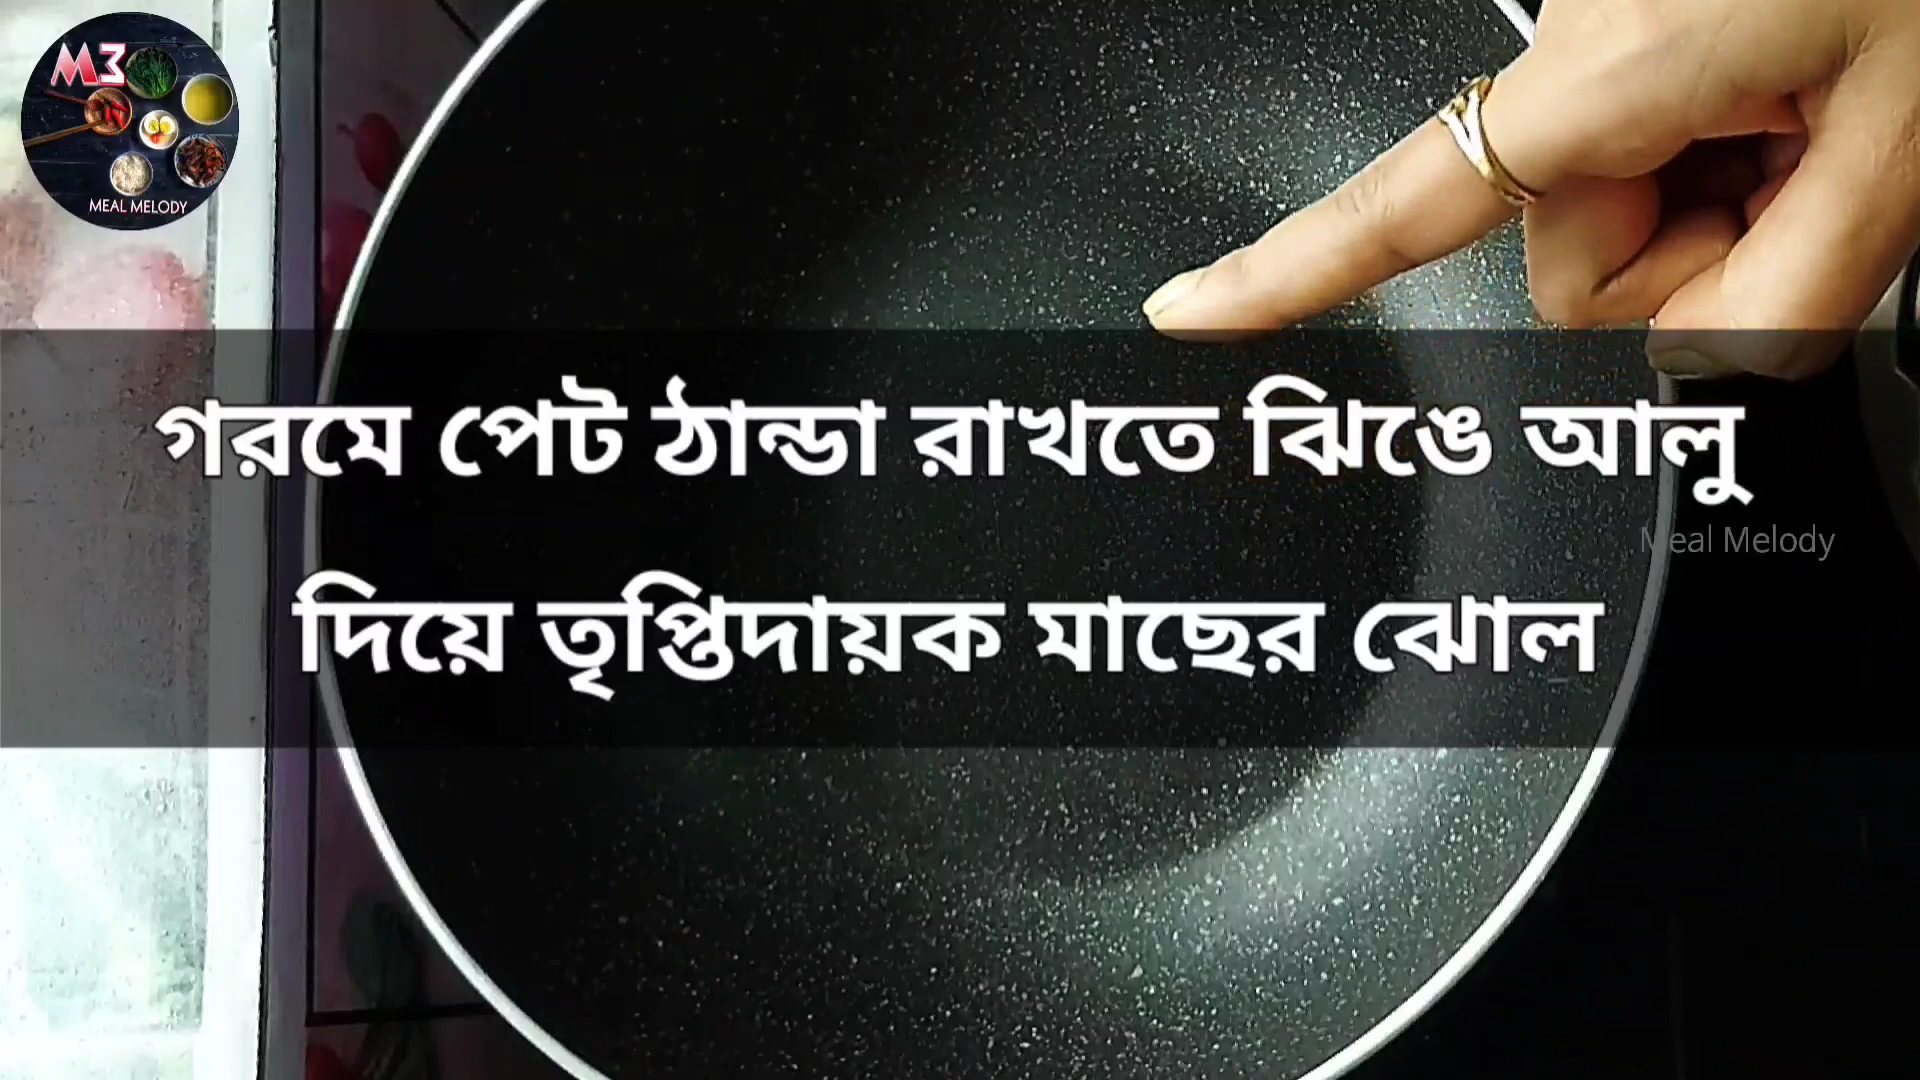 M3
MEAL MELODY
গরমে পেট ঠান্ডা রাখতে ঝিঙে আলু
Meal Melody
দিয়ে তৃপ্তিদায়ক মাছের ঝোল